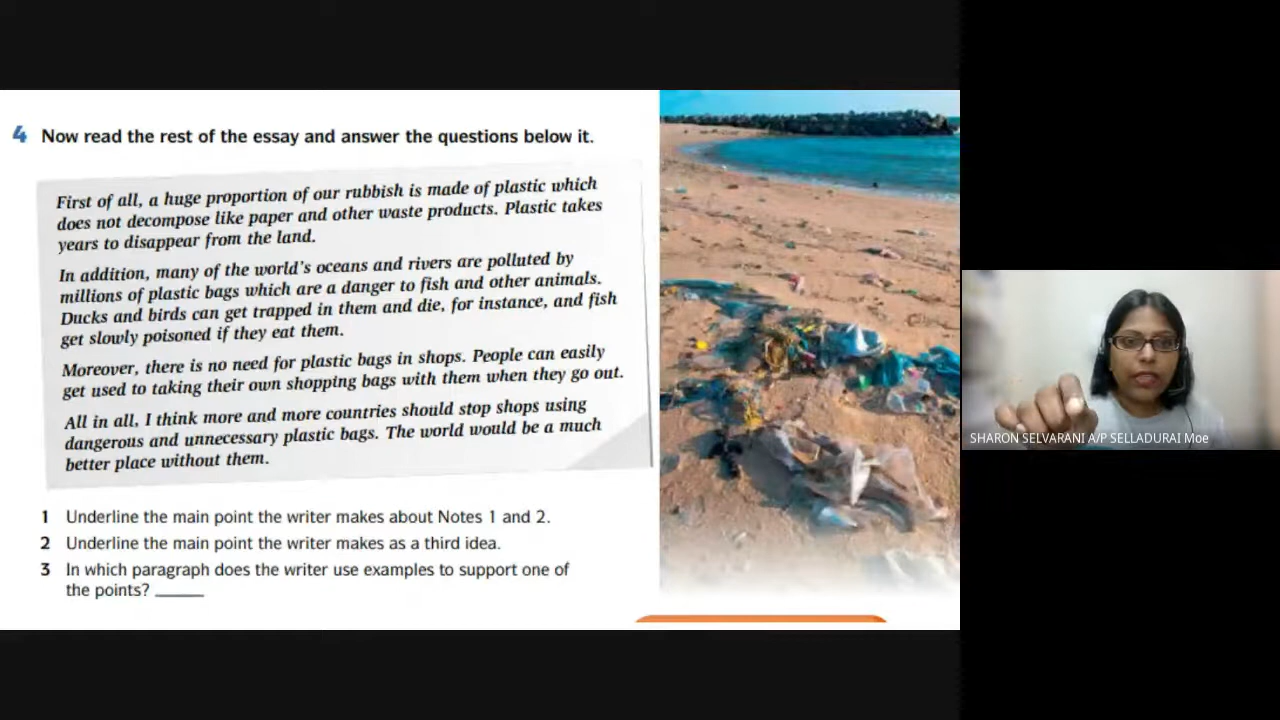 4 Now read the rest of the essay and answer the questions below it.
First of all, a huge proportion of our rubbish is made of plastic which
does not decompose like paper and other waste products. Plastic takes
years to disappear from the land.
In addition, many of the world's oceans and rivers are polluted by
millions of plastic bags which are a danger to fish and other animals.
Ducks and birds can get trapped in them and die, for instance, and fish
get slowly poisoned if they eat them.
Moreover, there is no need for plastic bags in shops. People can easily
get used to taking their own shopping bags with them when they go out.
All in all, I think more and more countries should stop shops using
dangerous and unnecessary plastic bags. The world would be a much
better place without them.
1 Underline the main point the writer makes about Notes 1 and 2.
2 Underline the main point the writer makes as a third idea.
3 In which paragraph does the writer use examples to support one of
the points? ______
SHARON SELVARANI A/P SELLADURAI Moe